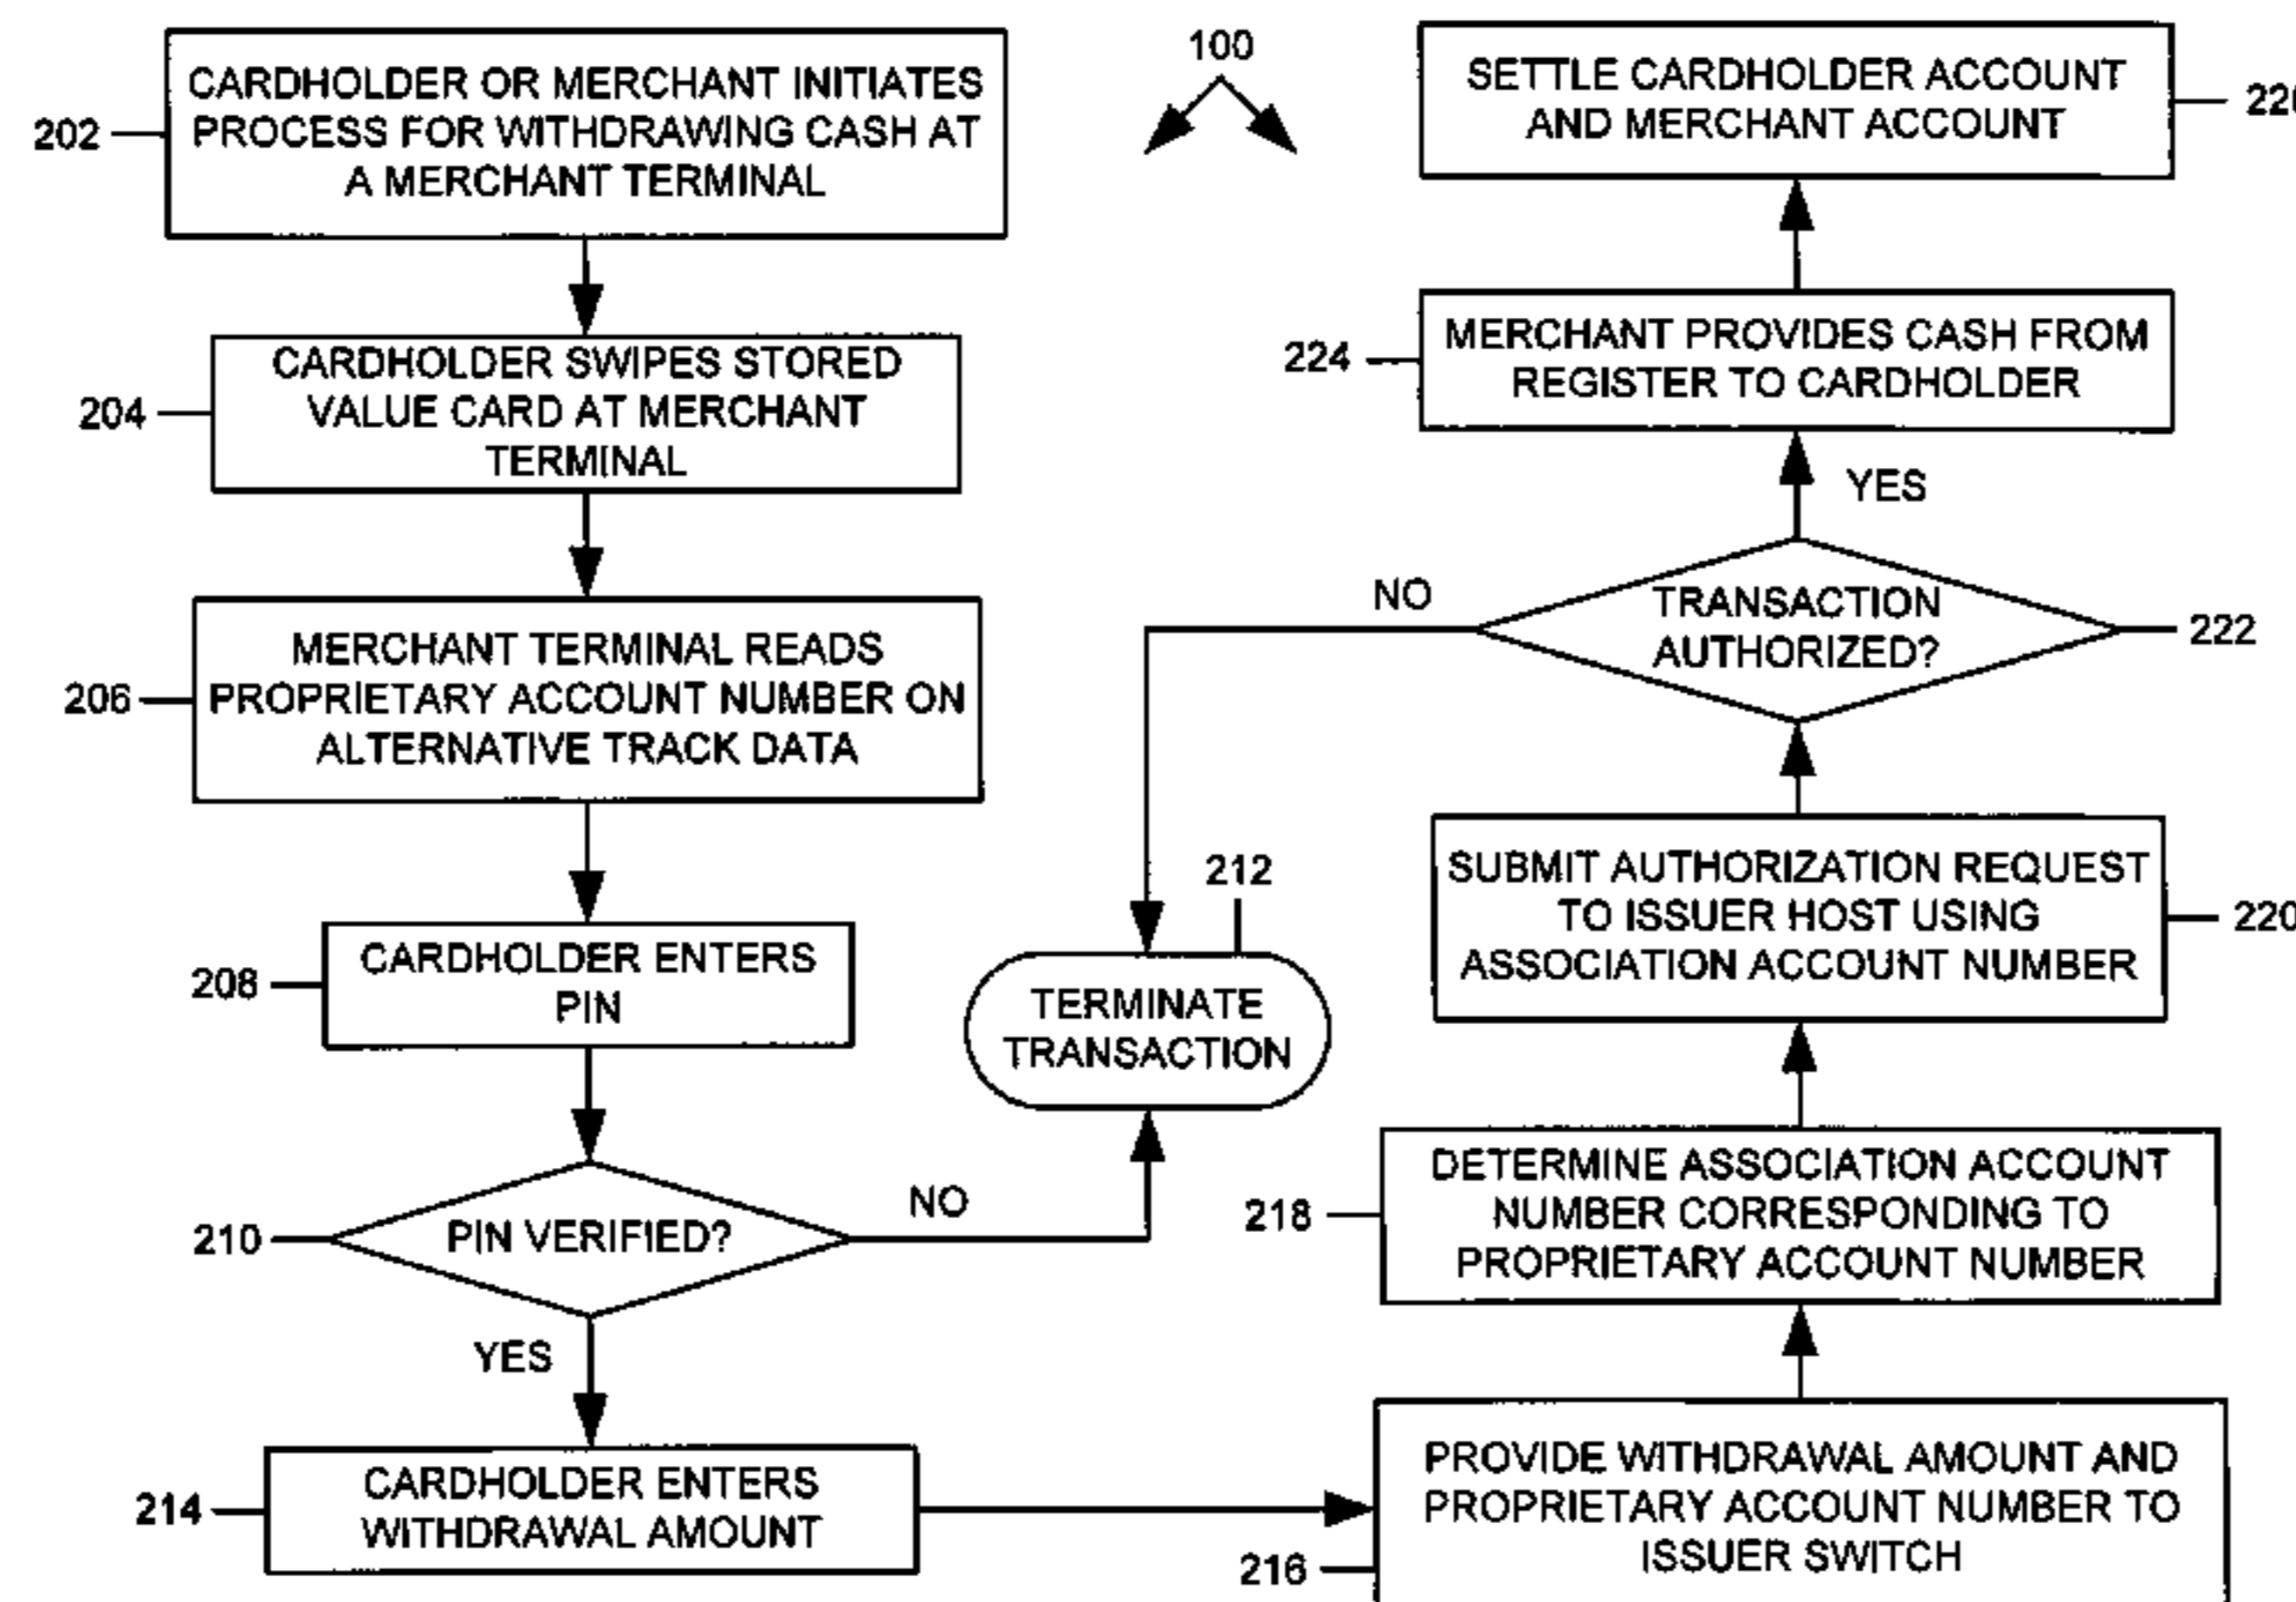 202
CARDHOLDER OR MERCHANT INITIATES
PROCESS FOR WITHDRAWING CASH AT
A MERCHANT TERMINAL
204
CARDHOLDER SWIPES STORED
VALUE CARD AT MERCHANT
TERMINAL
206
MERCHANT TERMINAL READS
PROPRIETARY ACCOUNT NUMBER ON
ALTERNATIVE TRACK DATA
208
CARDHOLDER ENTERS
PIN
210
PIN VERIFIED?
NO
YES
212
TERMINATE
TRANSACTION
214
CARDHOLDER ENTERS
WITHDRAWAL AMOUNT
216
PROVIDE WITHDRAWAL AMOUNT AND
PROPRIETARY ACCOUNT NUMBER TO
ISSUER SWITCH
218
DETERMINE ASSOCIATION ACCOUNT
NUMBER CORRESPONDING TO
PROPRIETARY ACCOUNT NUMBER
220
SUBMIT AUTHORIZATION REQUEST
TO ISSUER HOST USING
ASSOCIATION ACCOUNT NUMBER
222
TRANSACTION
AUTHORIZED?
NO
YES
224
MERCHANT PROVIDES CASH FROM
REGISTER TO CARDHOLDER
SETTLE CARDHOLDER ACCOUNT
AND MERCHANT ACCOUNT
100